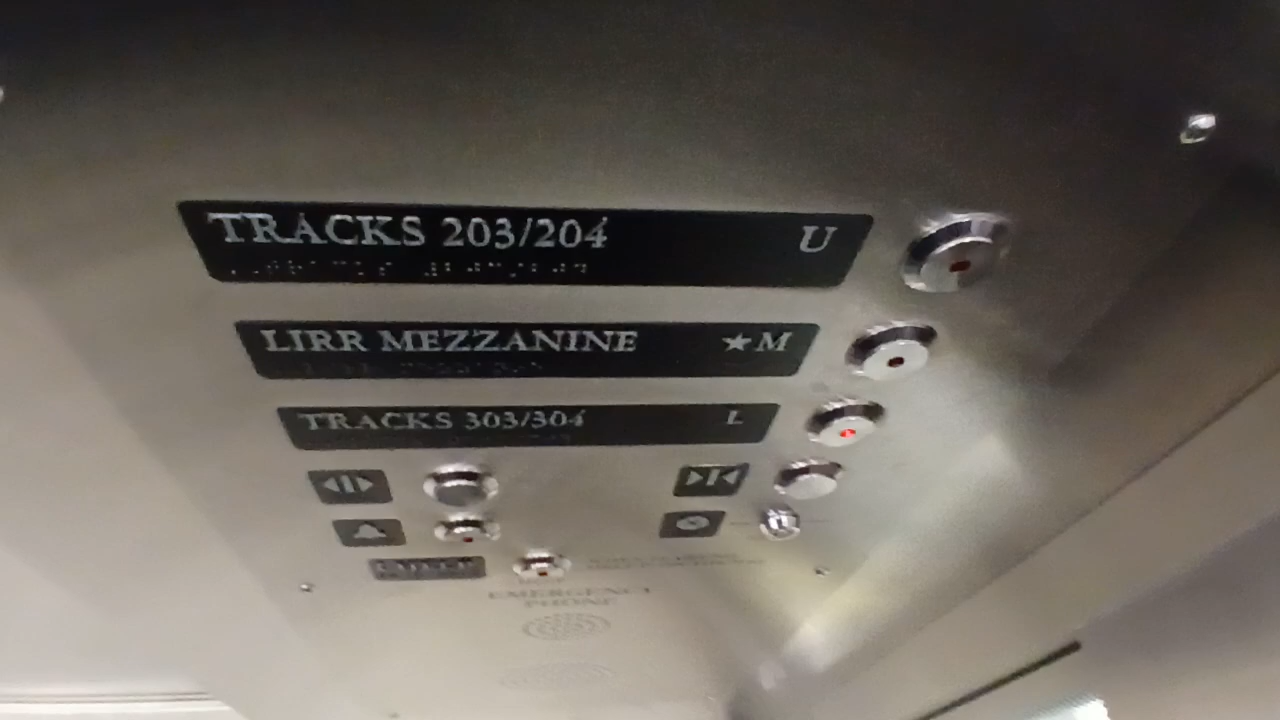 TRACKS 203/204 U
LIRR MEZZANINE ★M
TRACKS 303/304 L
EMERGENCY
PHONE